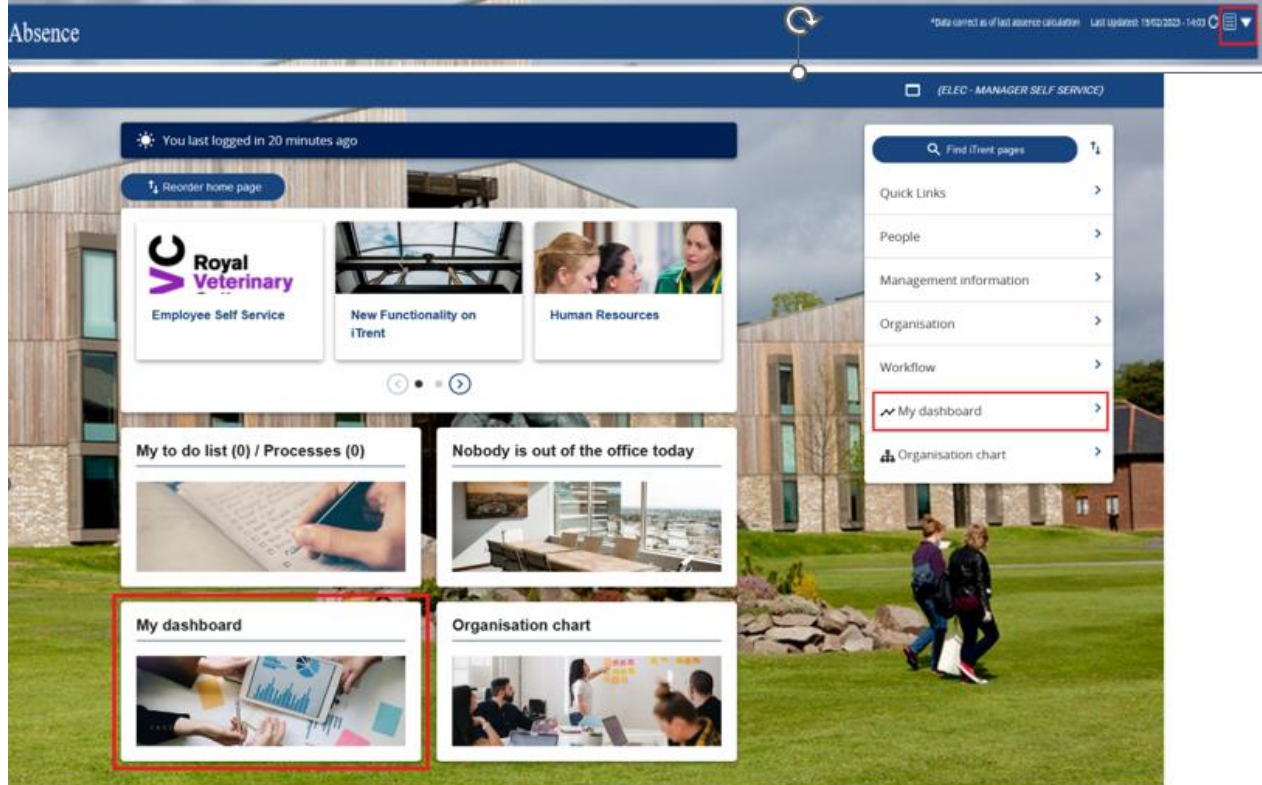 Absence
*Data correct as of last absence calculation Last Updated: 15/02/2023 - 14:03
(ELEC - MANAGER SELF SERVICE)
You last logged in 20 minutes ago
Reorder home page
Royal
Veterinary
Employee Self Service
New Functionality on
iTrent
Human Resources
My to do list (0) / Processes (0)
Nobody is out of the office today
My dashboard
Organisation chart
Find iTrent pages
Quick Links
People
Management information
Organisation
Workflow
My dashboard
Organisation chart